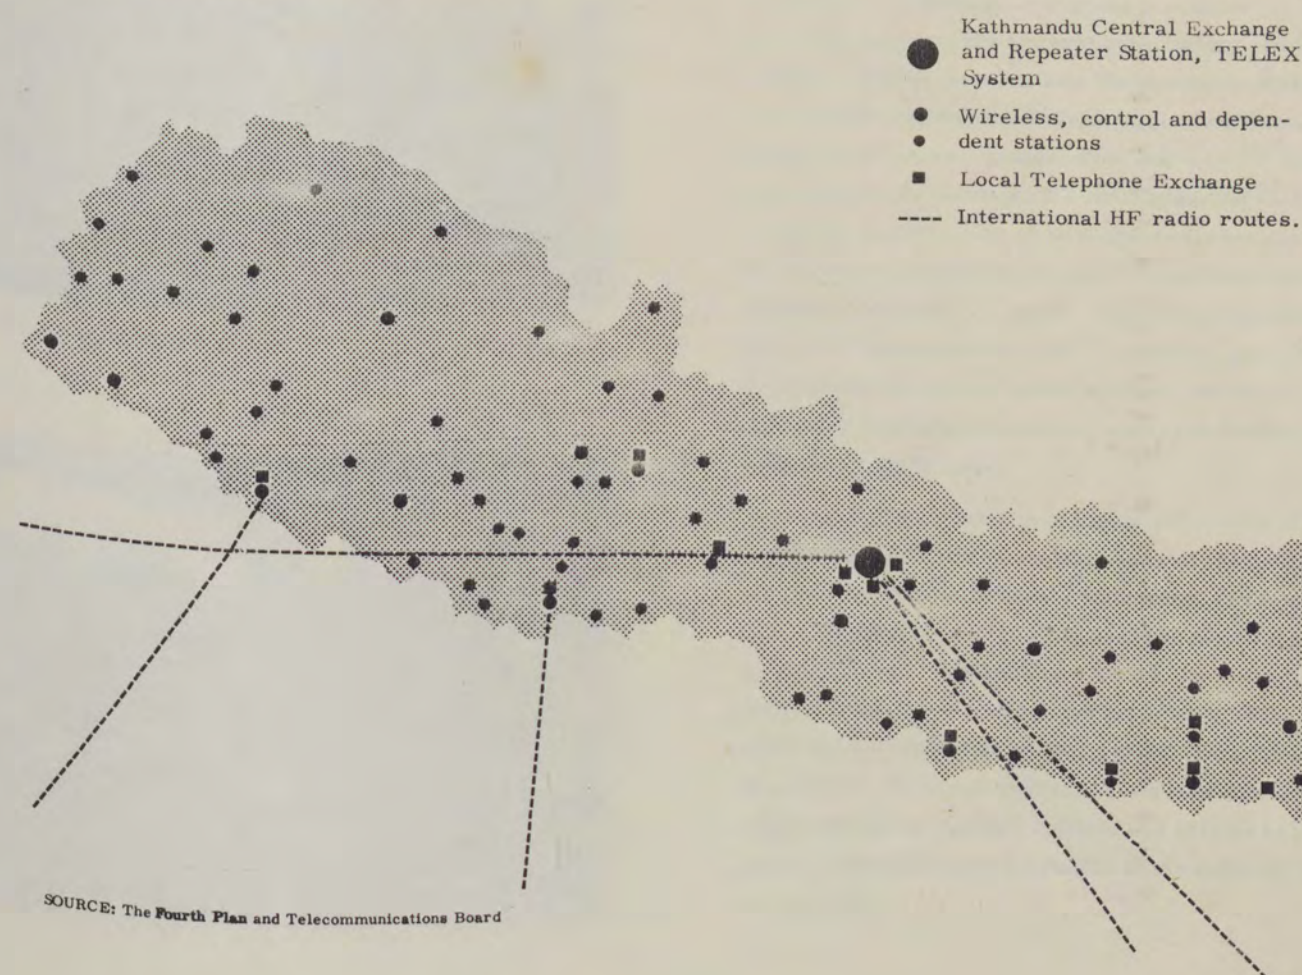 Kathmandu Central Exchange
and Repeater Station, TELEX
System
Wireless, control and depen-
dent stations
Local Telephone Exchange
International HF radio routes.
SOURCE: The Fourth Plan and Telecommunications Board